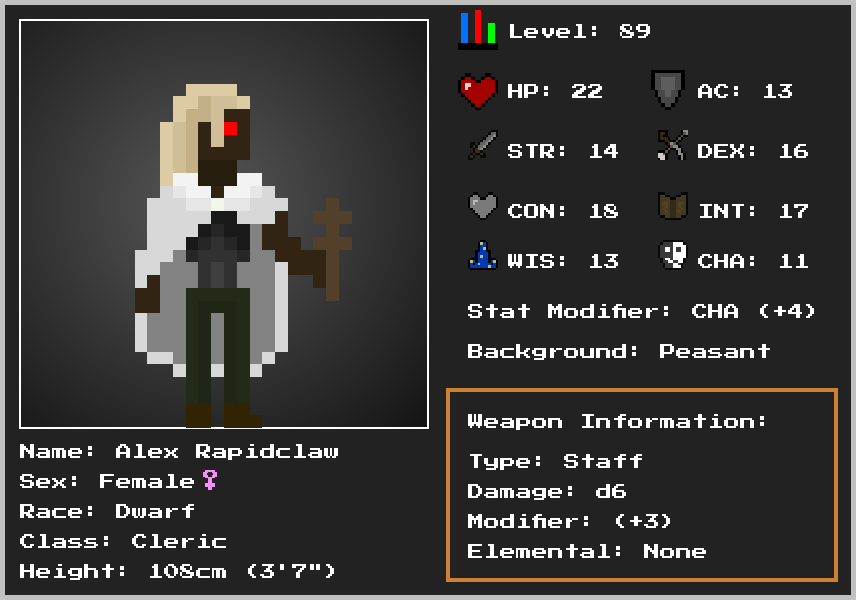 Level: 89
HP: 22
AC: 13
STR: 14
DEX: 16
CON: 18
INT: 17
WIS: 13
CHA: 11
Stat Modifier: CHA (+4)
Background: Peasant
Weapon Information:
Type: Staff
Damage: d6
Modifier: (+3)
Elemental: None
Name: Alex Rapidclaw
Sex: Female♀
Race: Dwarf
Class: Cleric
Height: 108cm (3'7")